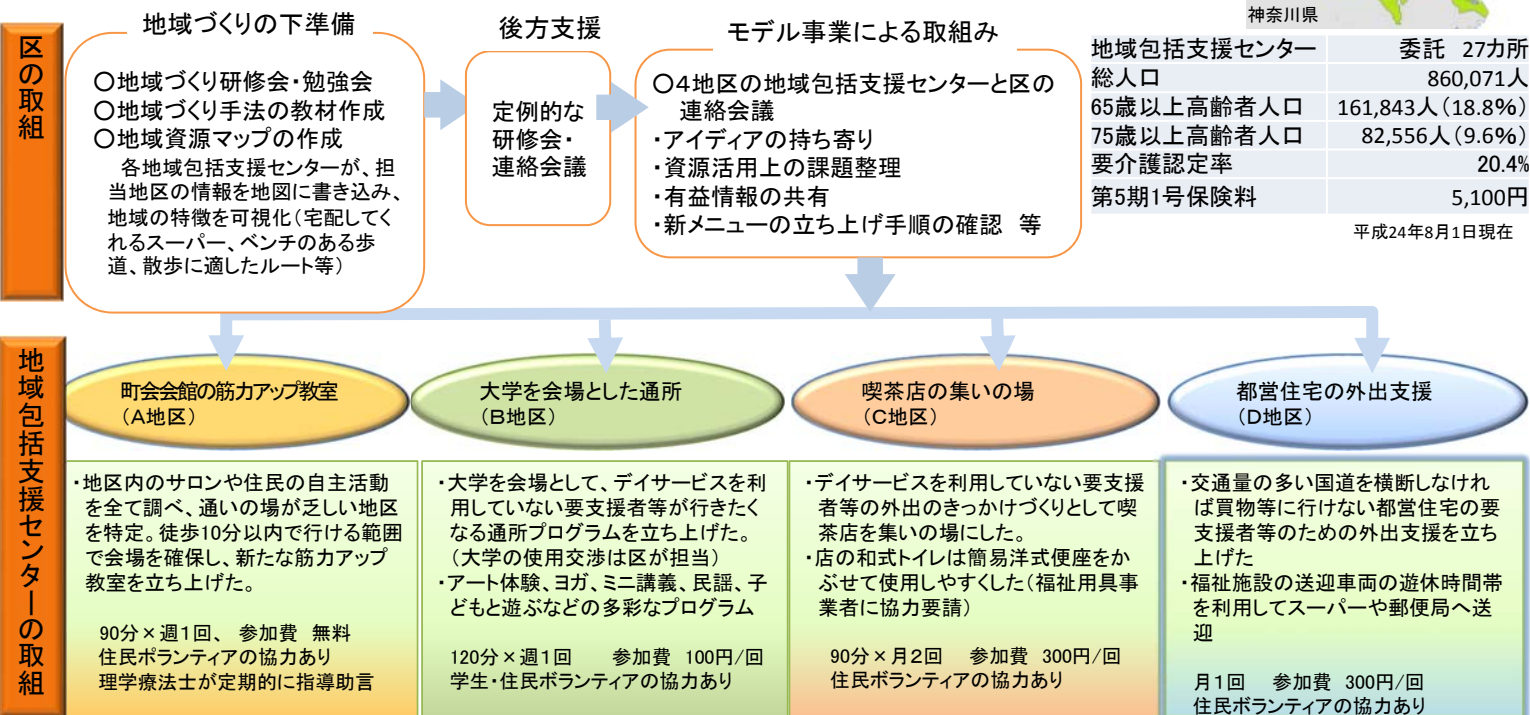 神奈川県
区の取組
地域づくりの下準備
〇地域づくり研修会・勉強会
〇地域づくり手法の教材作成
〇地域資源マップの作成
各地域包括支援センターが、担
当地区の情報を地図に書き込み、
地域の特徴を可視化(宅配してく
れるスーパー、ベンチのある歩
道、散歩に適したルート等)
後方支援
定例的な
研修会・
連絡会議
モデル事業による取組み
〇4地区の地域包括支援センターと区の
連絡会議
・アイディアの持ち寄り
・資源活用上の課題整理
・有益情報の共有
・新メニューの立ち上げ手順の確認 等
地域包括支援センター 委託 27カ所
総人口 860,071人
65歳以上高齢者人口 161,843人(18.8%)
75歳以上高齢者人口 82,556人(9.6%)
要介護認定率 20.4%
第5期1号保険料 5,100円
平成24年8月1日現在
地域包括支援センターの取組
町会会館の筋力アップ教室
(A地区)
・地区内のサロンや住民の自主活動
を全て調べ、通いの場が乏しい地区
を特定。徒歩10分以内で行ける範囲
で会場を確保し、新たな筋力アップ
教室を立ち上げた。
90分×週1回、 参加費 無料
住民ボランティアの協力あり
理学療法士が定期的に指導助言
大学を会場とした通所
(B地区)
・大学を会場として、デイサービスを利
用していない要支援者等が行きたく
なる通所プログラムを立ち上げた。
(大学の使用交渉は区が担当)
・アート体験、ヨガ、ミニ講義、民謡、子
どもと遊ぶなどの多彩なプログラム
120分×週1回 参加費 100円/回
学生・住民ボランティアの協力あり
喫茶店の集いの場
(C地区)
・デイサービスを利用していない要支援
者等の外出のきっかけづくりとして喫
茶店を集いの場にした。
・店の和式トイレは簡易洋式便座をか
ぶせて使用しやすくした(福祉用具事
業者に協力要請)
90分×月2回 参加費 300円/回
住民ボランティアの協力あり
都営住宅の外出支援
(D地区)
・交通量の多い国道を横断しなけれ
ば買物等に行けない都営住宅の要
支援者等のための外出支援を立ち
上げた
・福祉施設の送迎車両の遊休時間帯
を利用してスーパーや郵便局へ送
迎
月1回 参加費 300円/回
住民ボランティアの協力あり